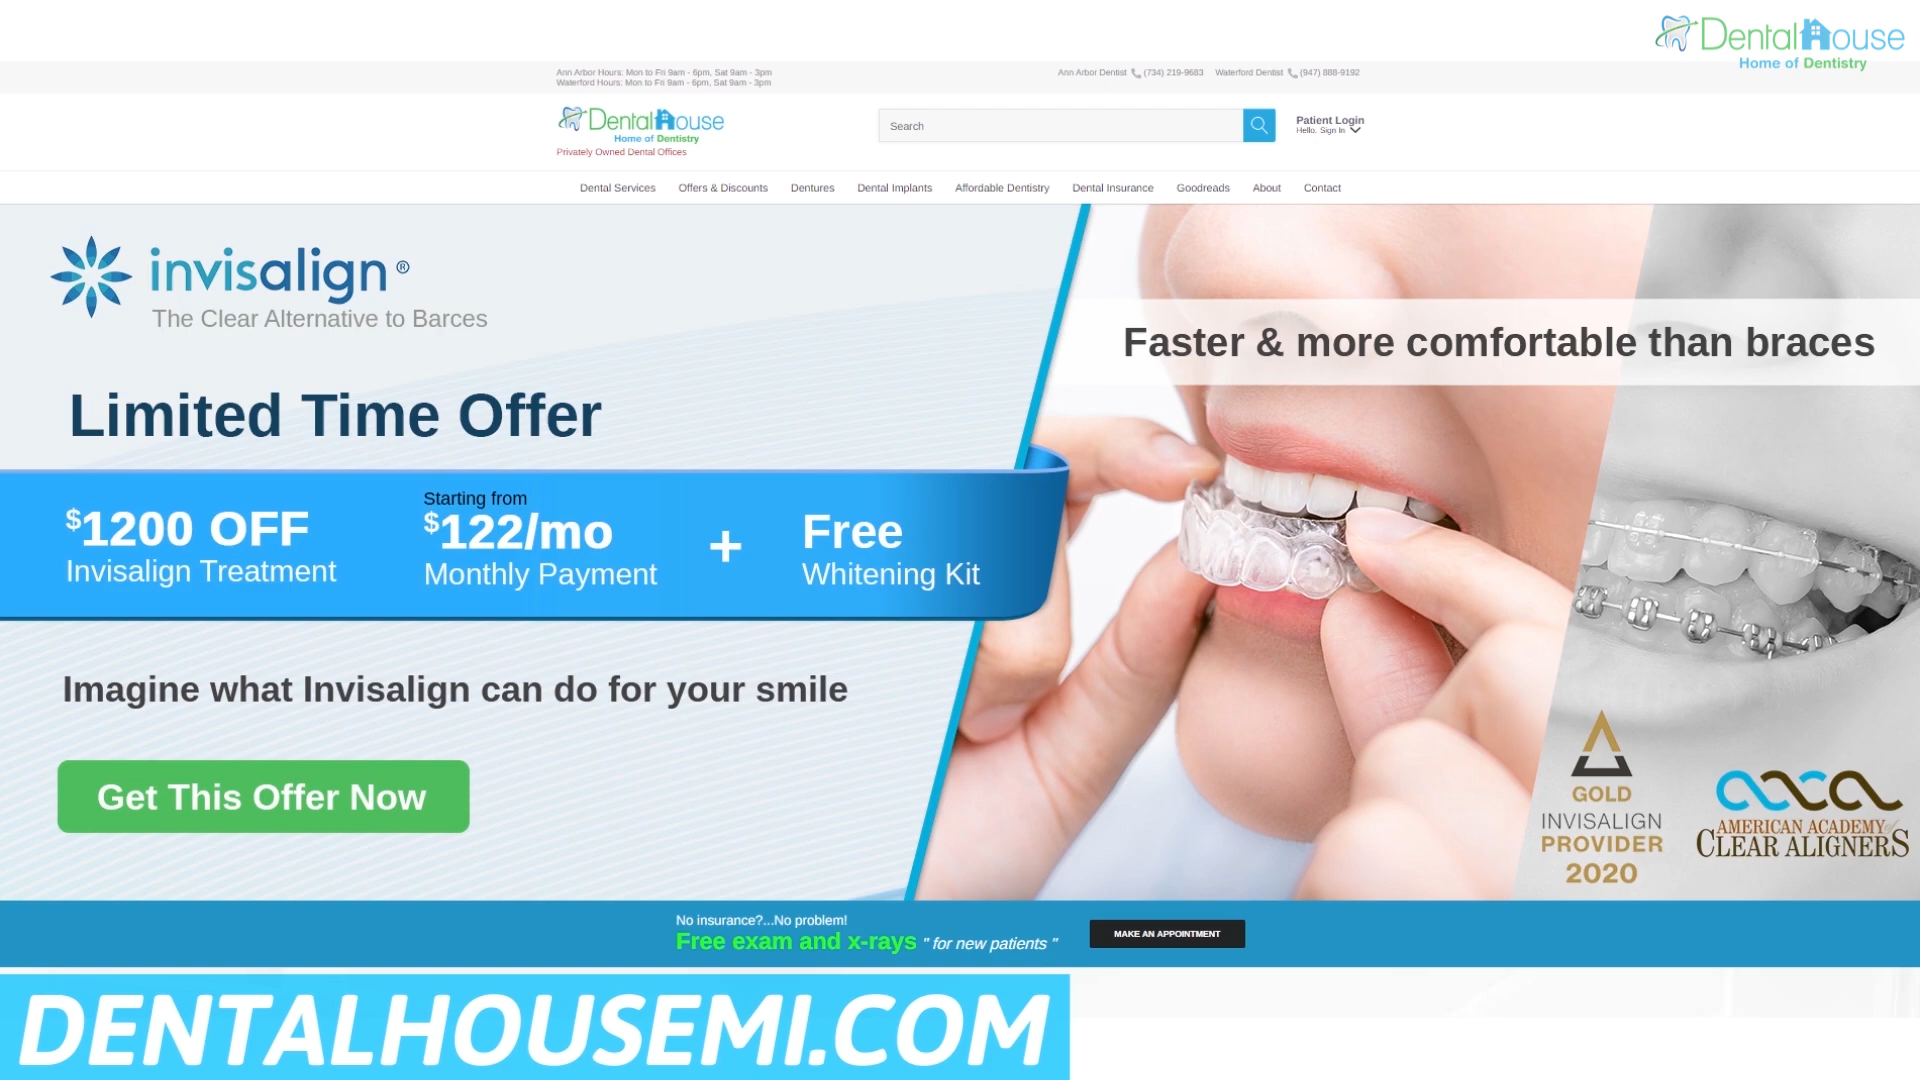 DentalHouse
Home of Dentistry
Ann Arbor Hours: Mon to Fri 9am - 6pm, Sat 9am - 3pm
Waterford Hours: Mon to Fri 9am - 6pm, Sat 9am - 3pm
Ann Arbor Dentist (734) 219-9683 Waterford Dentist (947) 888-9192
DentalHouse
Home of Dentistry
Privately Owned Dental Offices
Search
Patient Login
Hello. Sign In
Dental Services Offers & Discounts Dentures Dental Implants Affordable Dentistry Dental Insurance Goodreads About Contact
invisalign ®
The Clear Alternative to Barces
Faster & more comfortable than braces
Limited Time Offer
$1200 OFF
Invisalign Treatment
Starting from
$122/mo
Monthly Payment
+
Free
Whitening Kit
Imagine what Invisalign can do for your smile
Get This Offer Now
GOLD
INVISALIGN
PROVIDER
2020
aaca
AMERICAN ACADEMY of
CLEAR ALIGNERS
No insurance?...No problem!
Free exam and x-rays " for new patients "
MAKE AN APPOINTMENT
DENTALHOUSEMI.COM